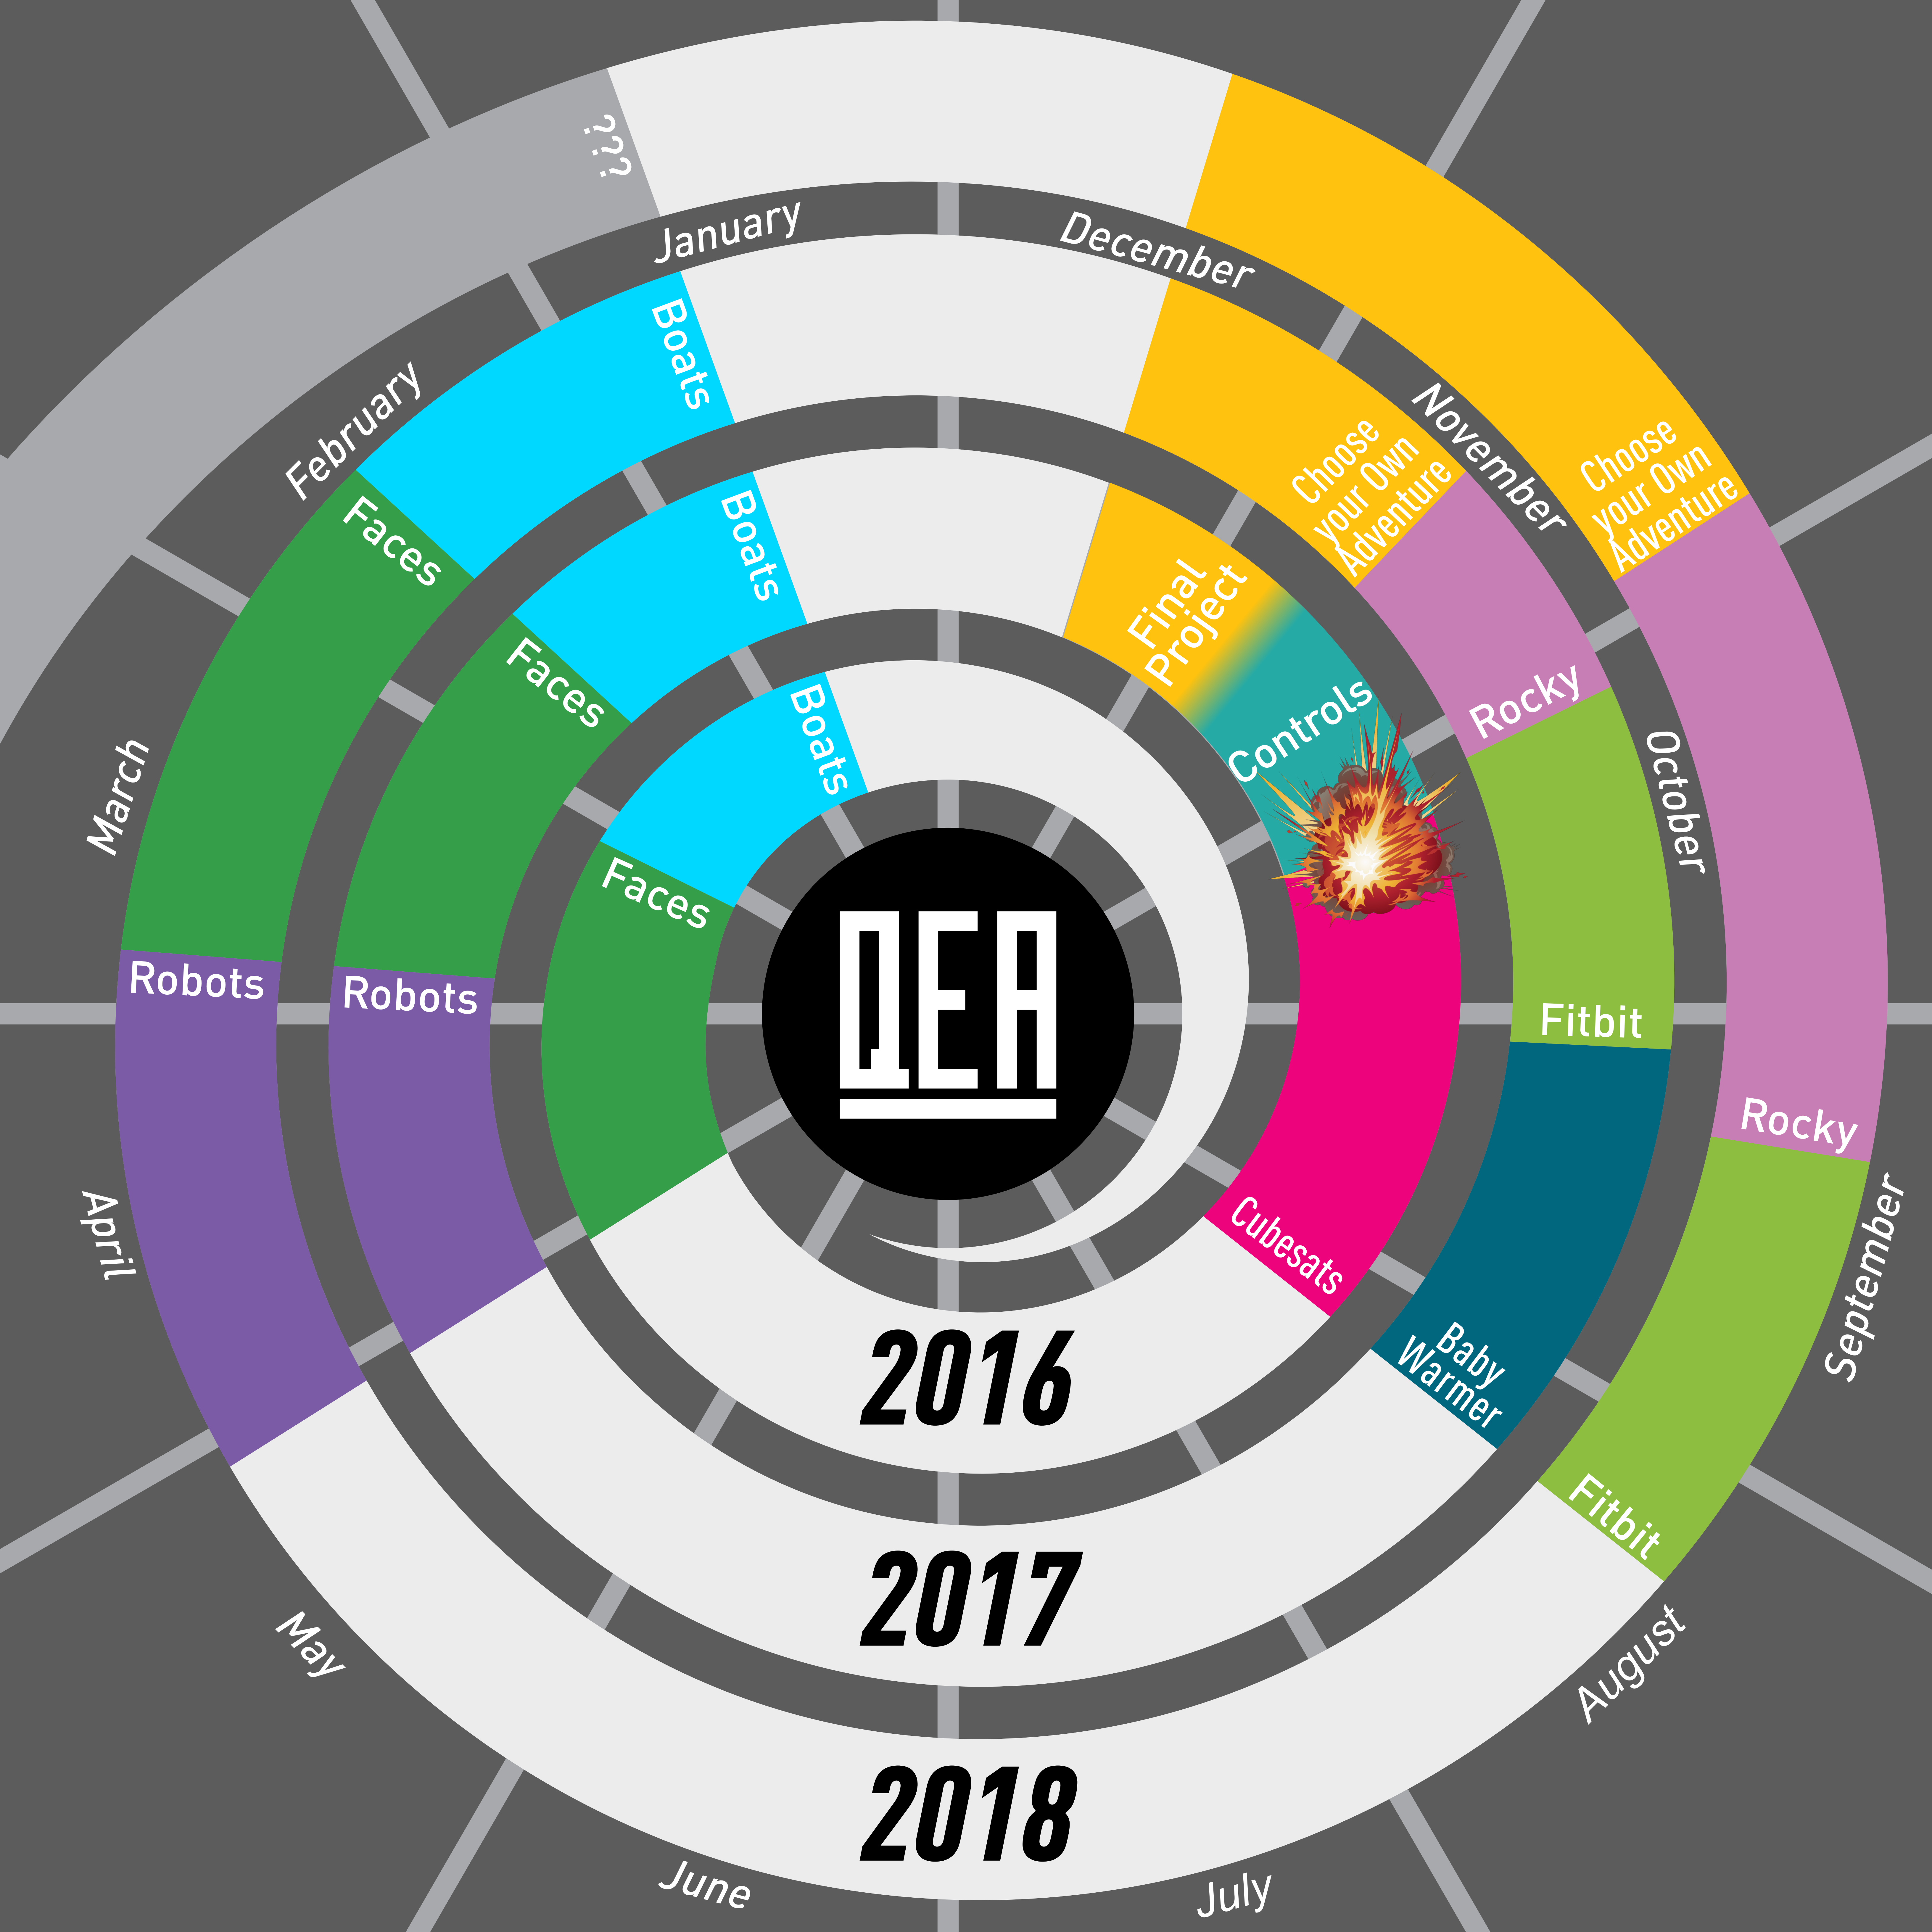 ???
January
December
Boats
February
Faces
Choose
your Own
Adventure
November
Choose
your Own
Adventure
Boats
Faces
Final
Project
Controls
Rocky
Boats
Faces
March
October
Robots
Robots
QEA
Fitbit
Rocky
April
Cubesats
September
Baby
Warmer
2016
Fitbit
2017
May
August
2018
June
July